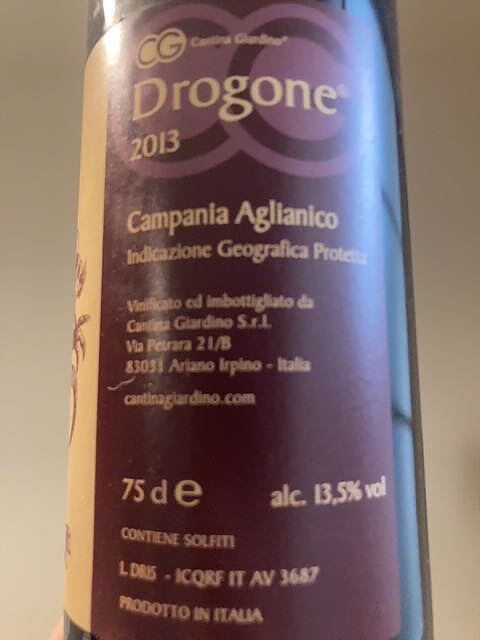 CG Cantina Giardino®
Drogone®
2013
Campania Aglianico
Indicazione Geografica Protetta
Vinificato ed imbottigliato da
Cantina Giardino S.r.l.
Via Petrara 21/B
83031 Ariano Irpino - Italia
cantinagiardino.com
75 d e
alc. 13,5% vol
CONTIENE SOLFITI
L DRIS - ICQRF IT AV 3687
PRODOTTO IN ITALIA